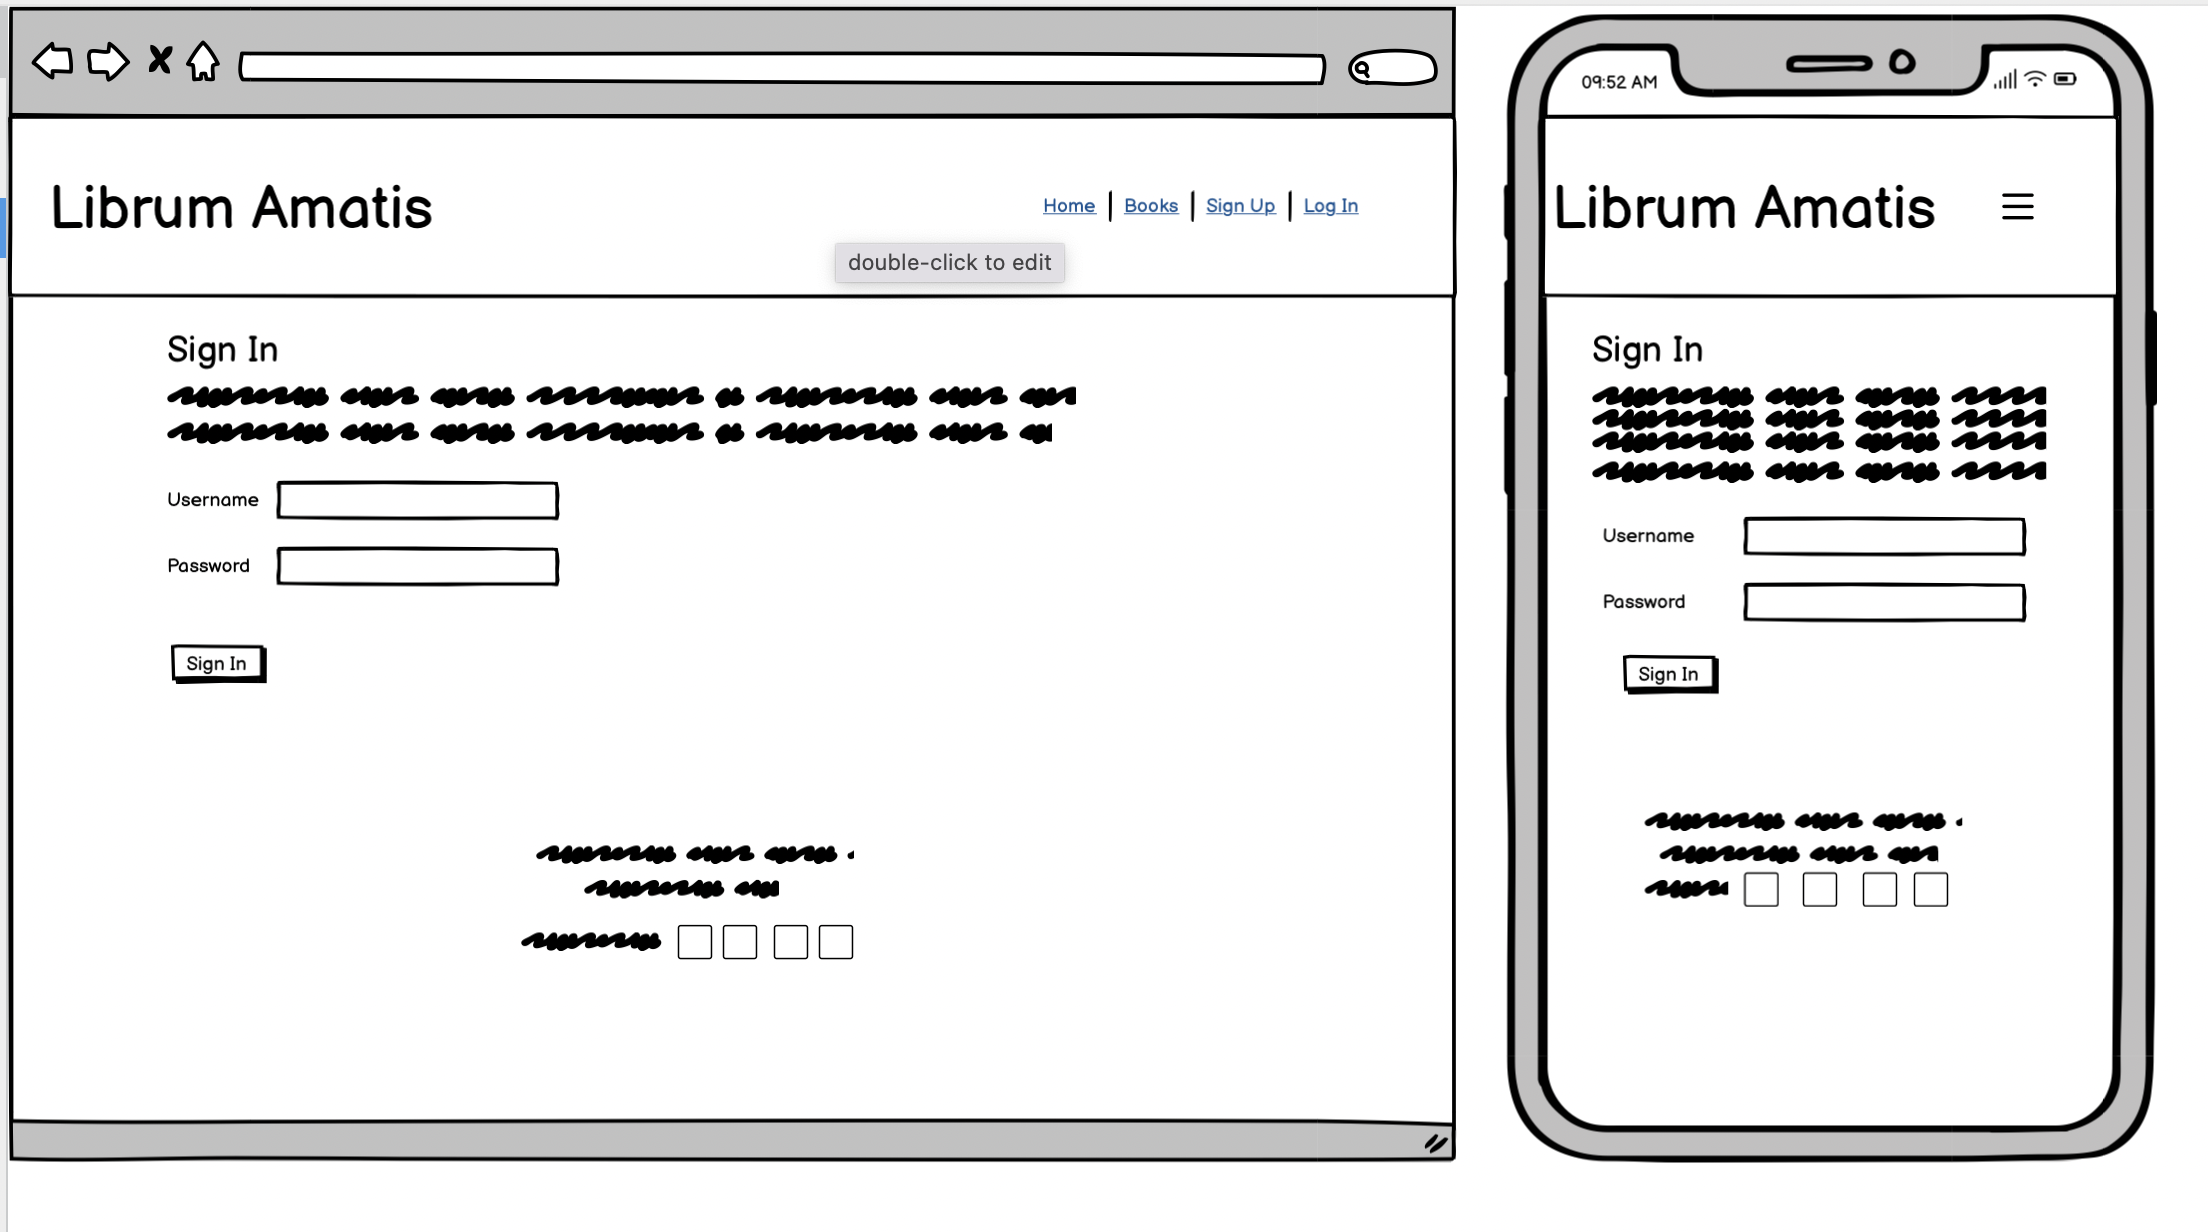 Librum Amatis
Home | Books | Sign Up | Log In
double-click to edit
Sign In
Username
Password
Sign In
09:52 AM
Librum Amatis
Sign In
Username
Password
Sign In